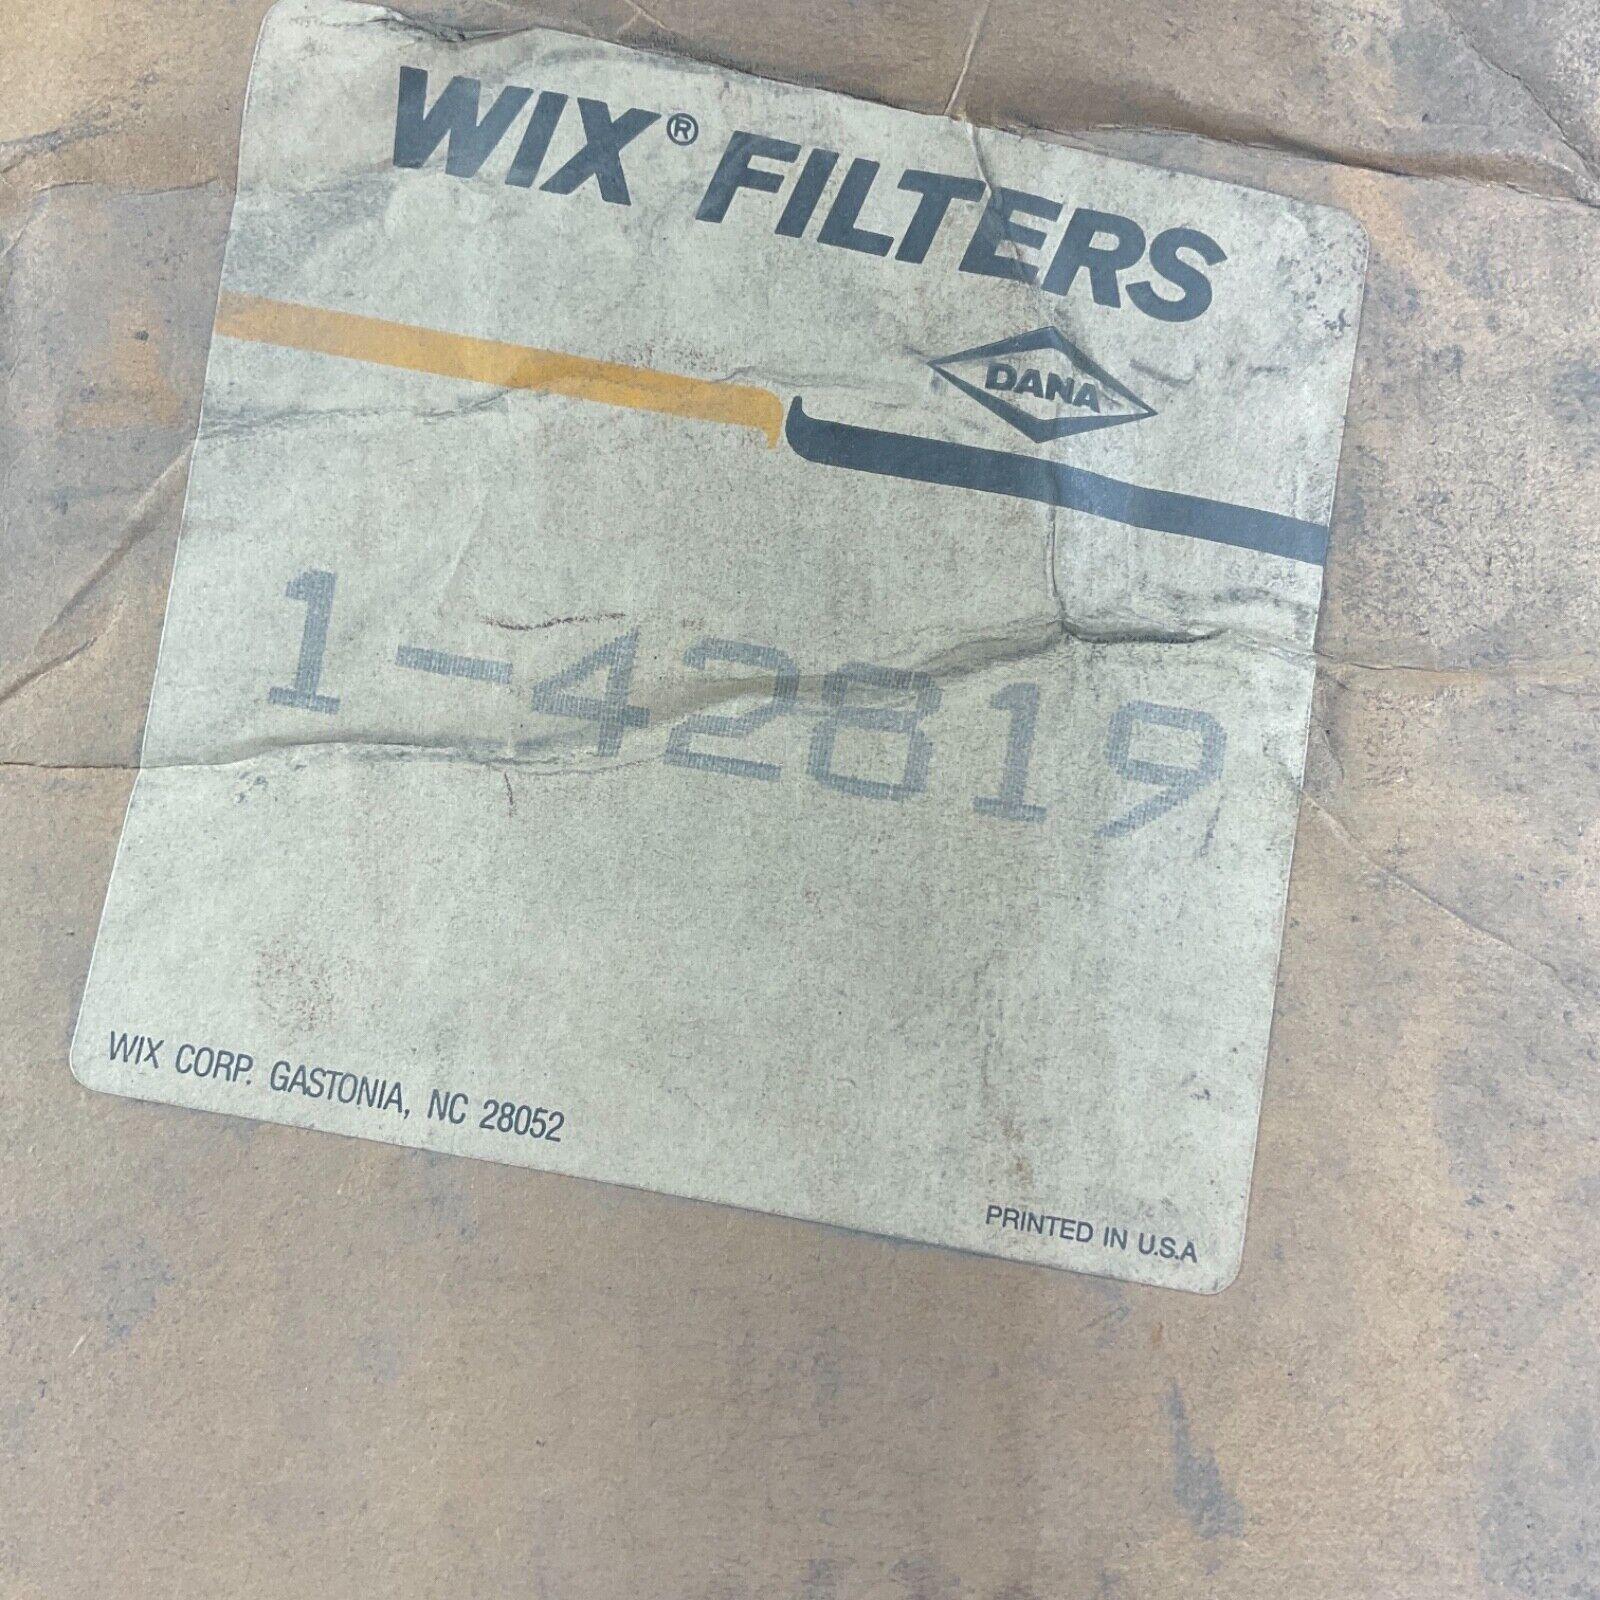 WIX® FILTERS
DANA
1-42819
WIX CORP. GASTONIA, NC 28052
PRINTED IN U.S.A